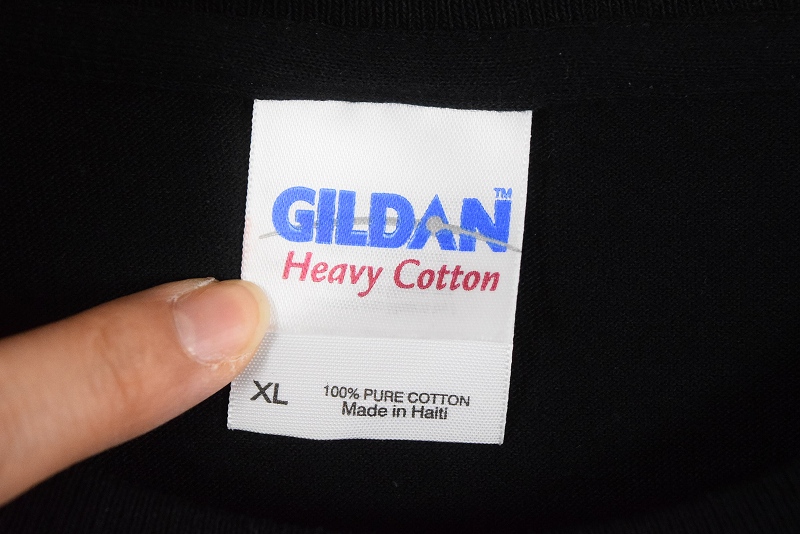 GILDAN™
Heavy Cotton
XL
100% PURE COTTON
Made in Haiti